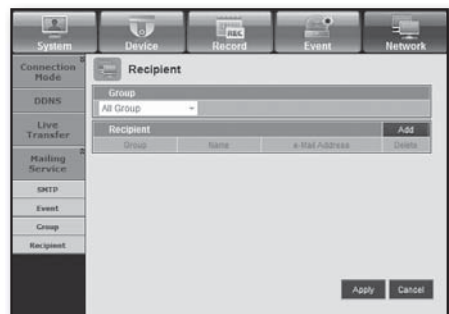 System Device REC Record Event Network
Connection Mode
DDNS
Live Transfer
Mailing Service
SMTP
Event
Group
Recipient
Recipient
Group
All Group
Recipient Add
Group Name e-Mail Address Delete
Apply Cancel